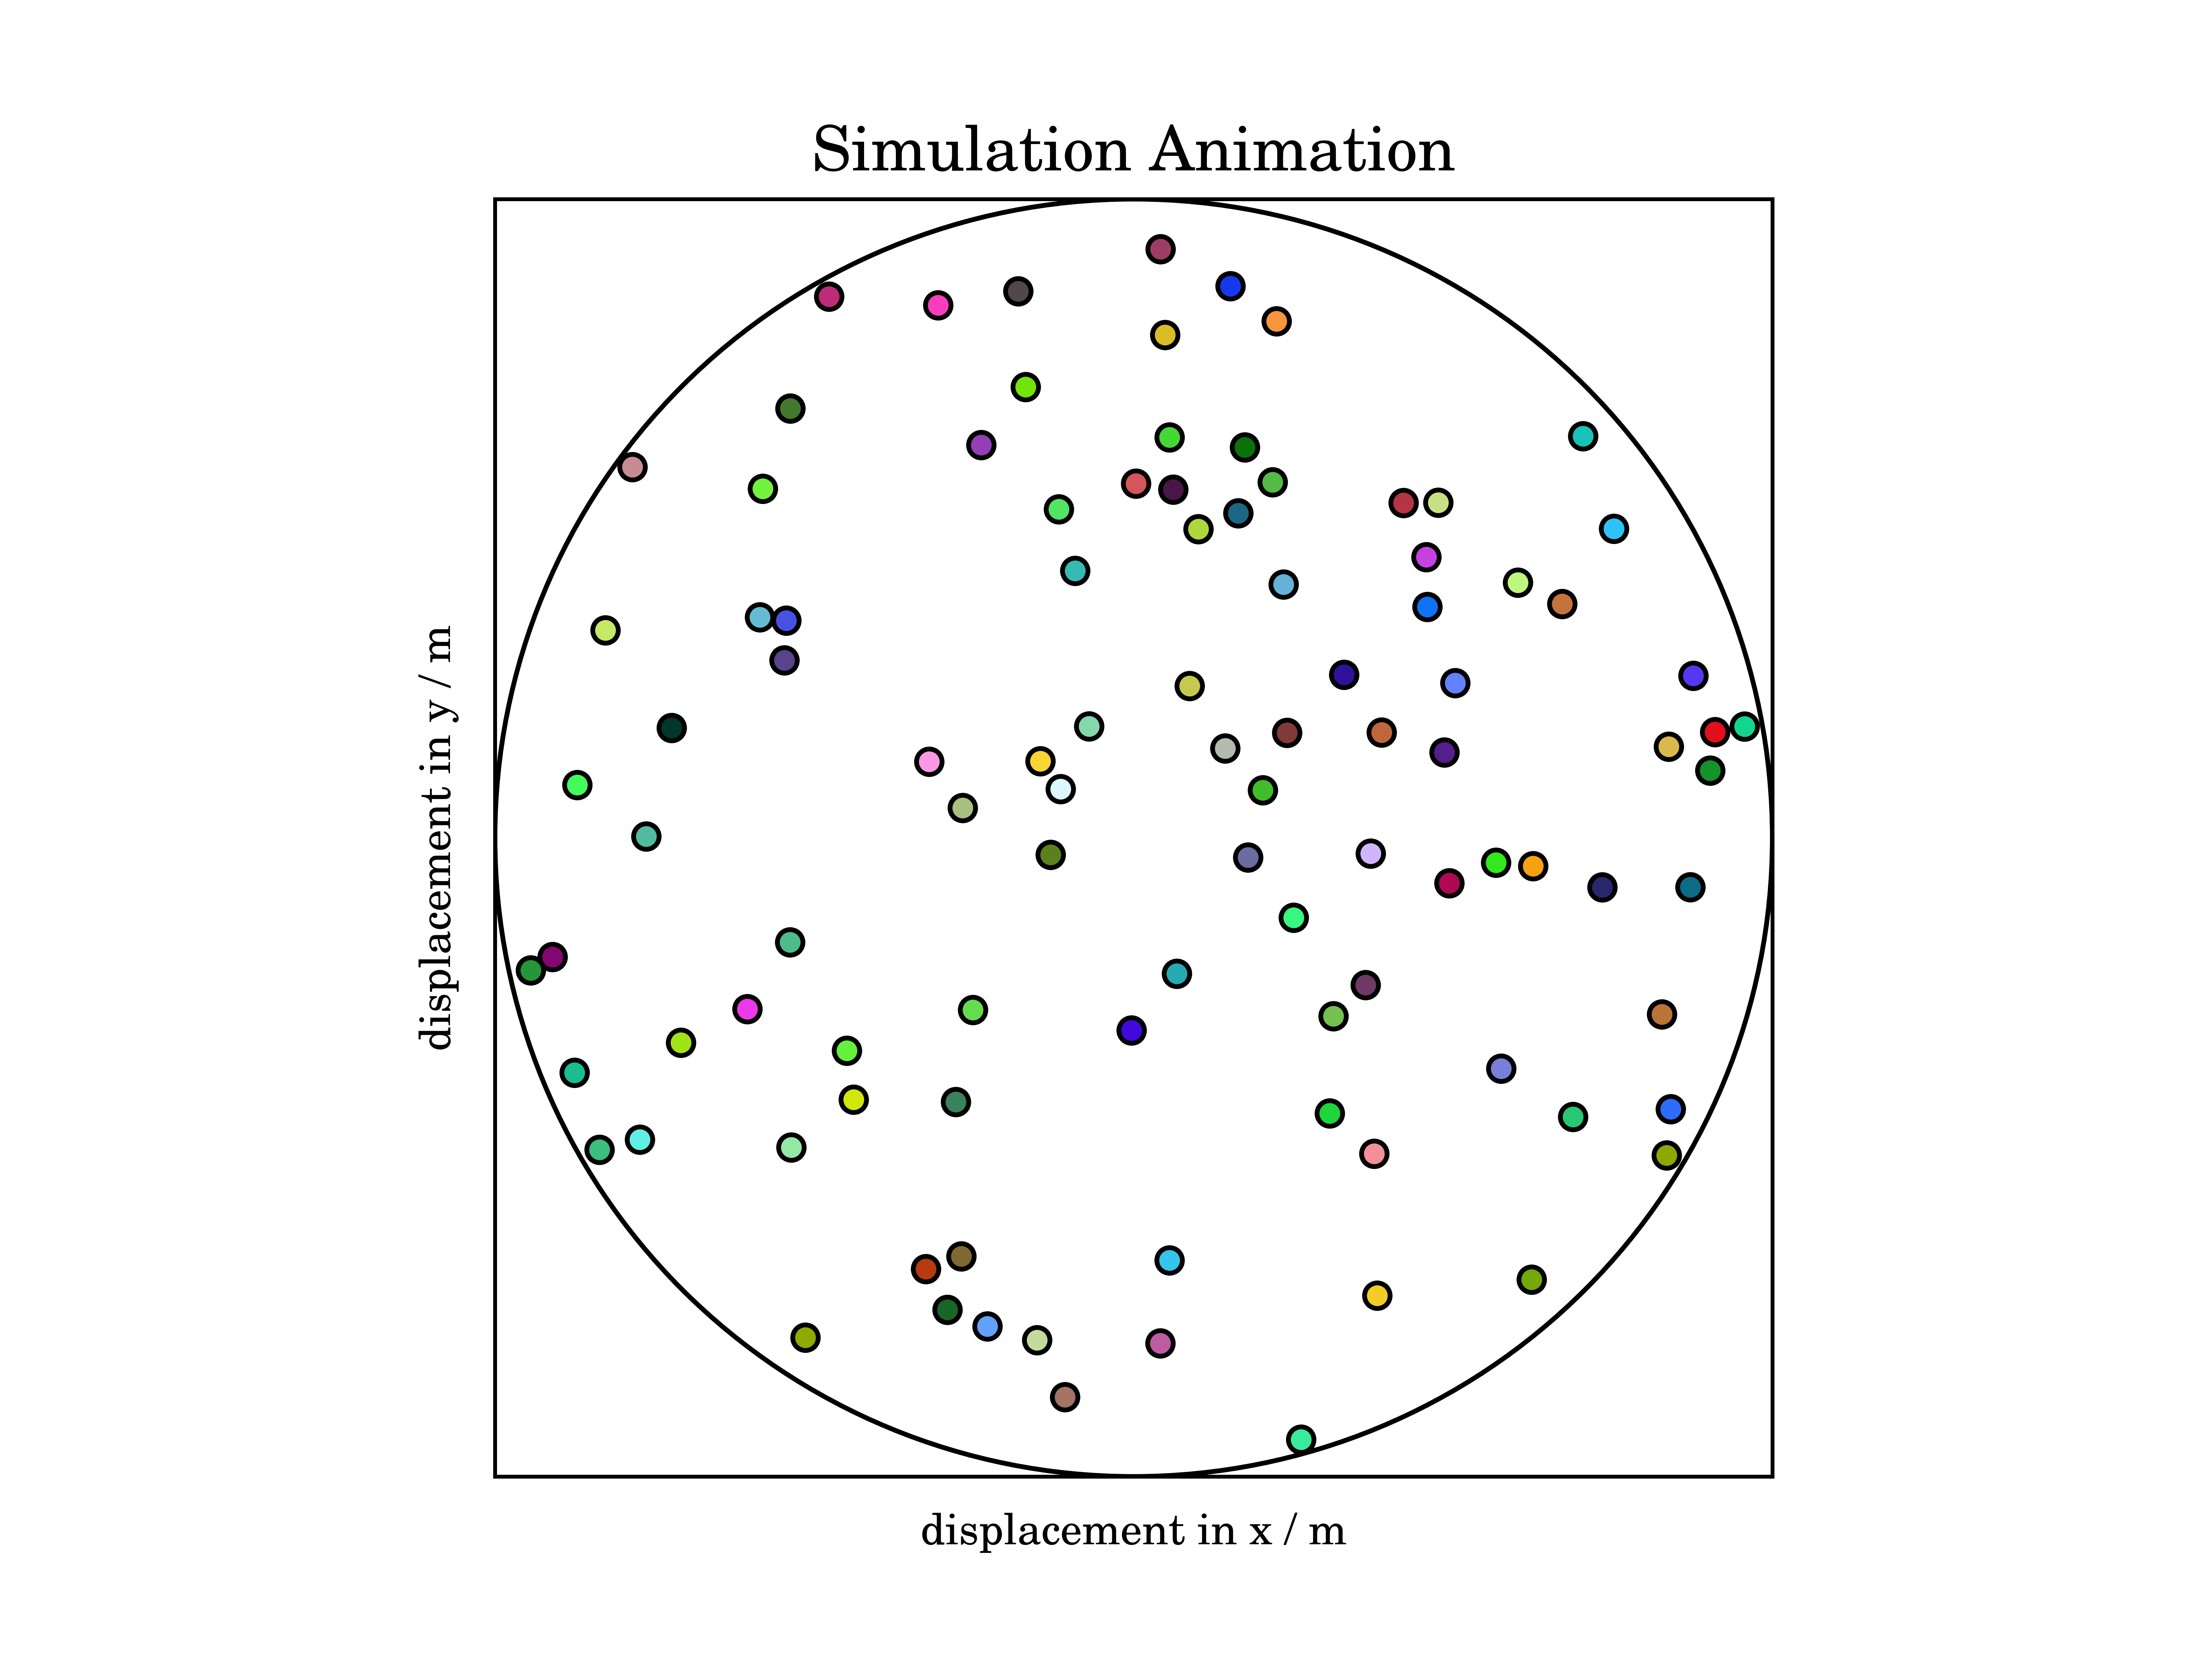 Simulation Animation
displacement in y / m
displacement in x / m